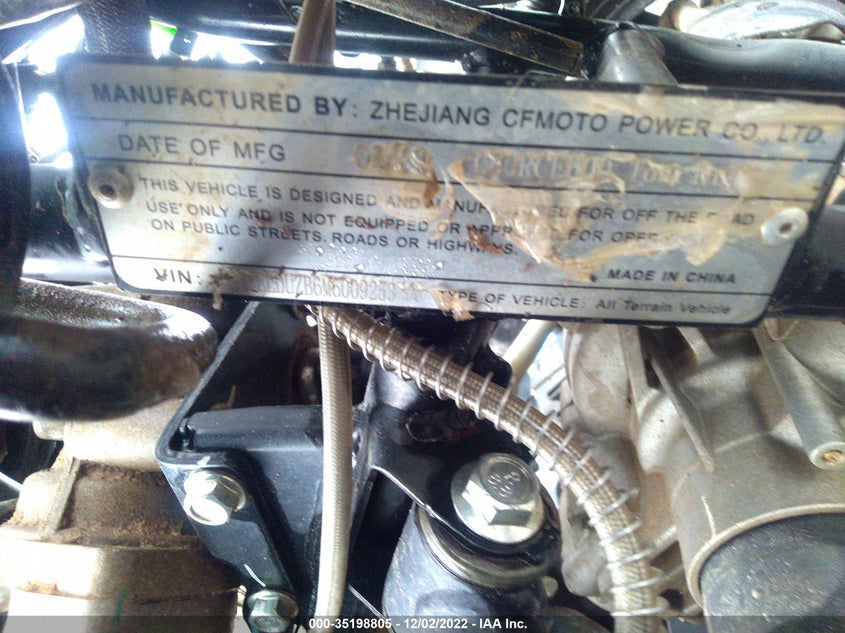 MANUFACTURED BY: ZHEJIANG CFMOTO POWER CO., LTD.
DATE OF MFG
THIS VEHICLE IS DESIGNED AND FOR OFF THE ROAD
USE ONLY AND IS NOT EQUIPPED OR FOR
ON PUBLIC STREETS, ROADS OR HIGHWAYS.
MADE IN CHINA
VIN:
TYPE OF VEHICLE: All Terrain Vehicle
000-35198805 - 12/02/2022 - IAA Inc.